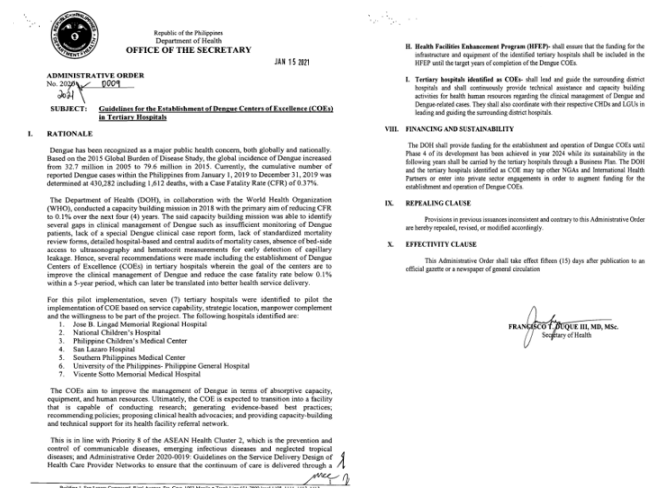 Republic of the Philippines
Department of Health
OFFICE OF THE SECRETARY
JAN 15 2021
ADMINISTRATIVE ORDER
No. 2020 0009
2021
SUBJECT: Guidelines for the Establishment of Dengue Centers of Excellence (COEs)
in Tertiary Hospitals
I. RATIONALE
Dengue has been recognized as a major public health concern, both globally and nationally.
Based on the 2015 Global Burden of Disease Study, the global incidence of Dengue increased
from 32.7 million in 2005 to 79.6 million in 2015. Currently, the cumulative number of
reported Dengue cases within the Philippines from January 1, 2019 to December 31, 2019 was
determined at 430,282 including 1,612 deaths, with a Case Fatality Rate (CFR) of 0.37%.
The Department of Health (DOH), in collaboration with the World Health Organization
(WHO), conducted a capacity building mission in 2018 with the primary aim of reducing CFR
to 0.1% over the next four (4) years. The said capacity building mission was able to identify
several gaps in clinical management of Dengue such as insufficient monitoring of Dengue
patients, lack of a special Dengue clinical case report form, lack of standardized mortality
review forms, detailed hospital-based and central audits of mortality cases, absence of bed-side
access to ultrasonography and hematocrit measurements for early detection of capillary
leakage. Hence, several recommendations were made including the establishment of Dengue
Centers of Excellence (COEs) in tertiary hospitals wherein the goal of the centers are to
improve the clinical management of Dengue and reduce the case fatality rate below 0.1%
within a 5-year period, which can later be translated into better health service delivery.
For this pilot implementation, seven (7) tertiary hospitals were identified to pilot the
implementation of COE based on service capability, strategic location, manpower complement
and the willingness to be part of the project. The following hospitals identified are:
1. Jose B. Lingad Memorial Regional Hospital
2. National Children's Hospital
3. Philippine Children's Medical Center
4. San Lazaro Hospital
5. Southern Philippines Medical Center
6. University of the Philippines- Philippine General Hospital
7. Vicente Sotto Memorial Medical Hospital
The COEs aim to improve the management of Dengue in terms of absorptive capacity,
equipment, and human resources. Ultimately, the COE is expected to transition into a facility
that is capable of conducting research; generating evidence-based best practices;
recommending policies; proposing clinical health advocacies; and providing capacity-building
and technical support for its health facility referral network.
This is in line with Priority 8 of the ASEAN Health Cluster 2, which is the prevention and
control of communicable diseases, emerging infectious diseases and neglected tropical
diseases; and Administrative Order 2020-0019: Guidelines on the Service Delivery Design of
Health Care Provider Networks to ensure that the continuum of care is delivered through a
H. Health Facilities Enhancement Program (HFEP)- shall ensure that the funding for the
infrastructure and equipment of the identified tertiary hospitals shall be included in the
HFEP until the target years of completion of the Dengue COEs.
I. Tertiary hospitals identified as COEs- shall lead and guide the surrounding district
hospitals and shall continuously provide technical assistance and capacity building
activities for health human resources regarding the clinical management of Dengue and
Dengue-related cases. They shall also coordinate with their respective CHDs and LGUs in
leading and guiding the surrounding district hospitals.
VIII. FINANCING AND SUSTAINABILITY
The DOH shall provide funding for the establishment and operation of Dengue COEs until
Phase 4 of its development has been achieved in year 2024 while its sustainability in the
following years shall be carried by the tertiary hospitals through a Business Plan. The DOH
and the tertiary hospitals identified as COE may tap other NGAs and International Health
Partners or enter into private sector engagements in order to augment funding for the
establishment and operation of Dengue COEs.
IX. REPEALING CLAUSE
Provisions in previous issuances inconsistent and contrary to this Administrative Order
are hereby repealed, revised, or modified accordingly.
X. EFFECTIVITY CLAUSE
This Administrative Order shall take effect fifteen (15) days after publication to an
official gazette or a newspaper of general circulation
FRANCISCO T. DUQUE III, MD, MSc.
Secretary of Health